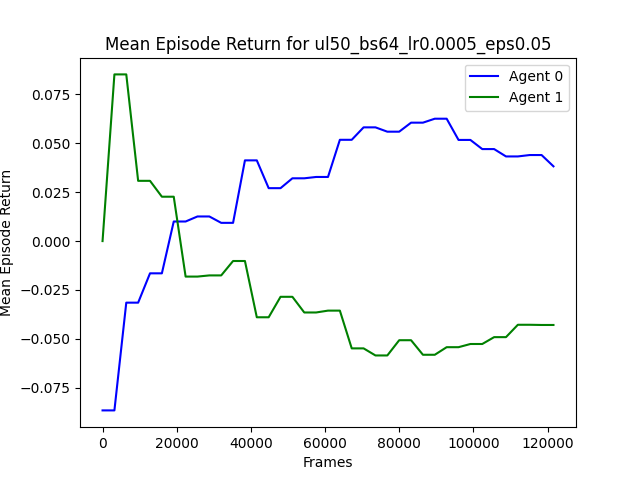 Mean Episode Return for ul50_bs64_lr0.0005_eps0.05
Agent 0
Agent 1
Mean Episode Return
0.075
0.050
0.025
0.000
−0.025
−0.050
−0.075
0 20000 40000 60000 80000 100000 120000
Frames